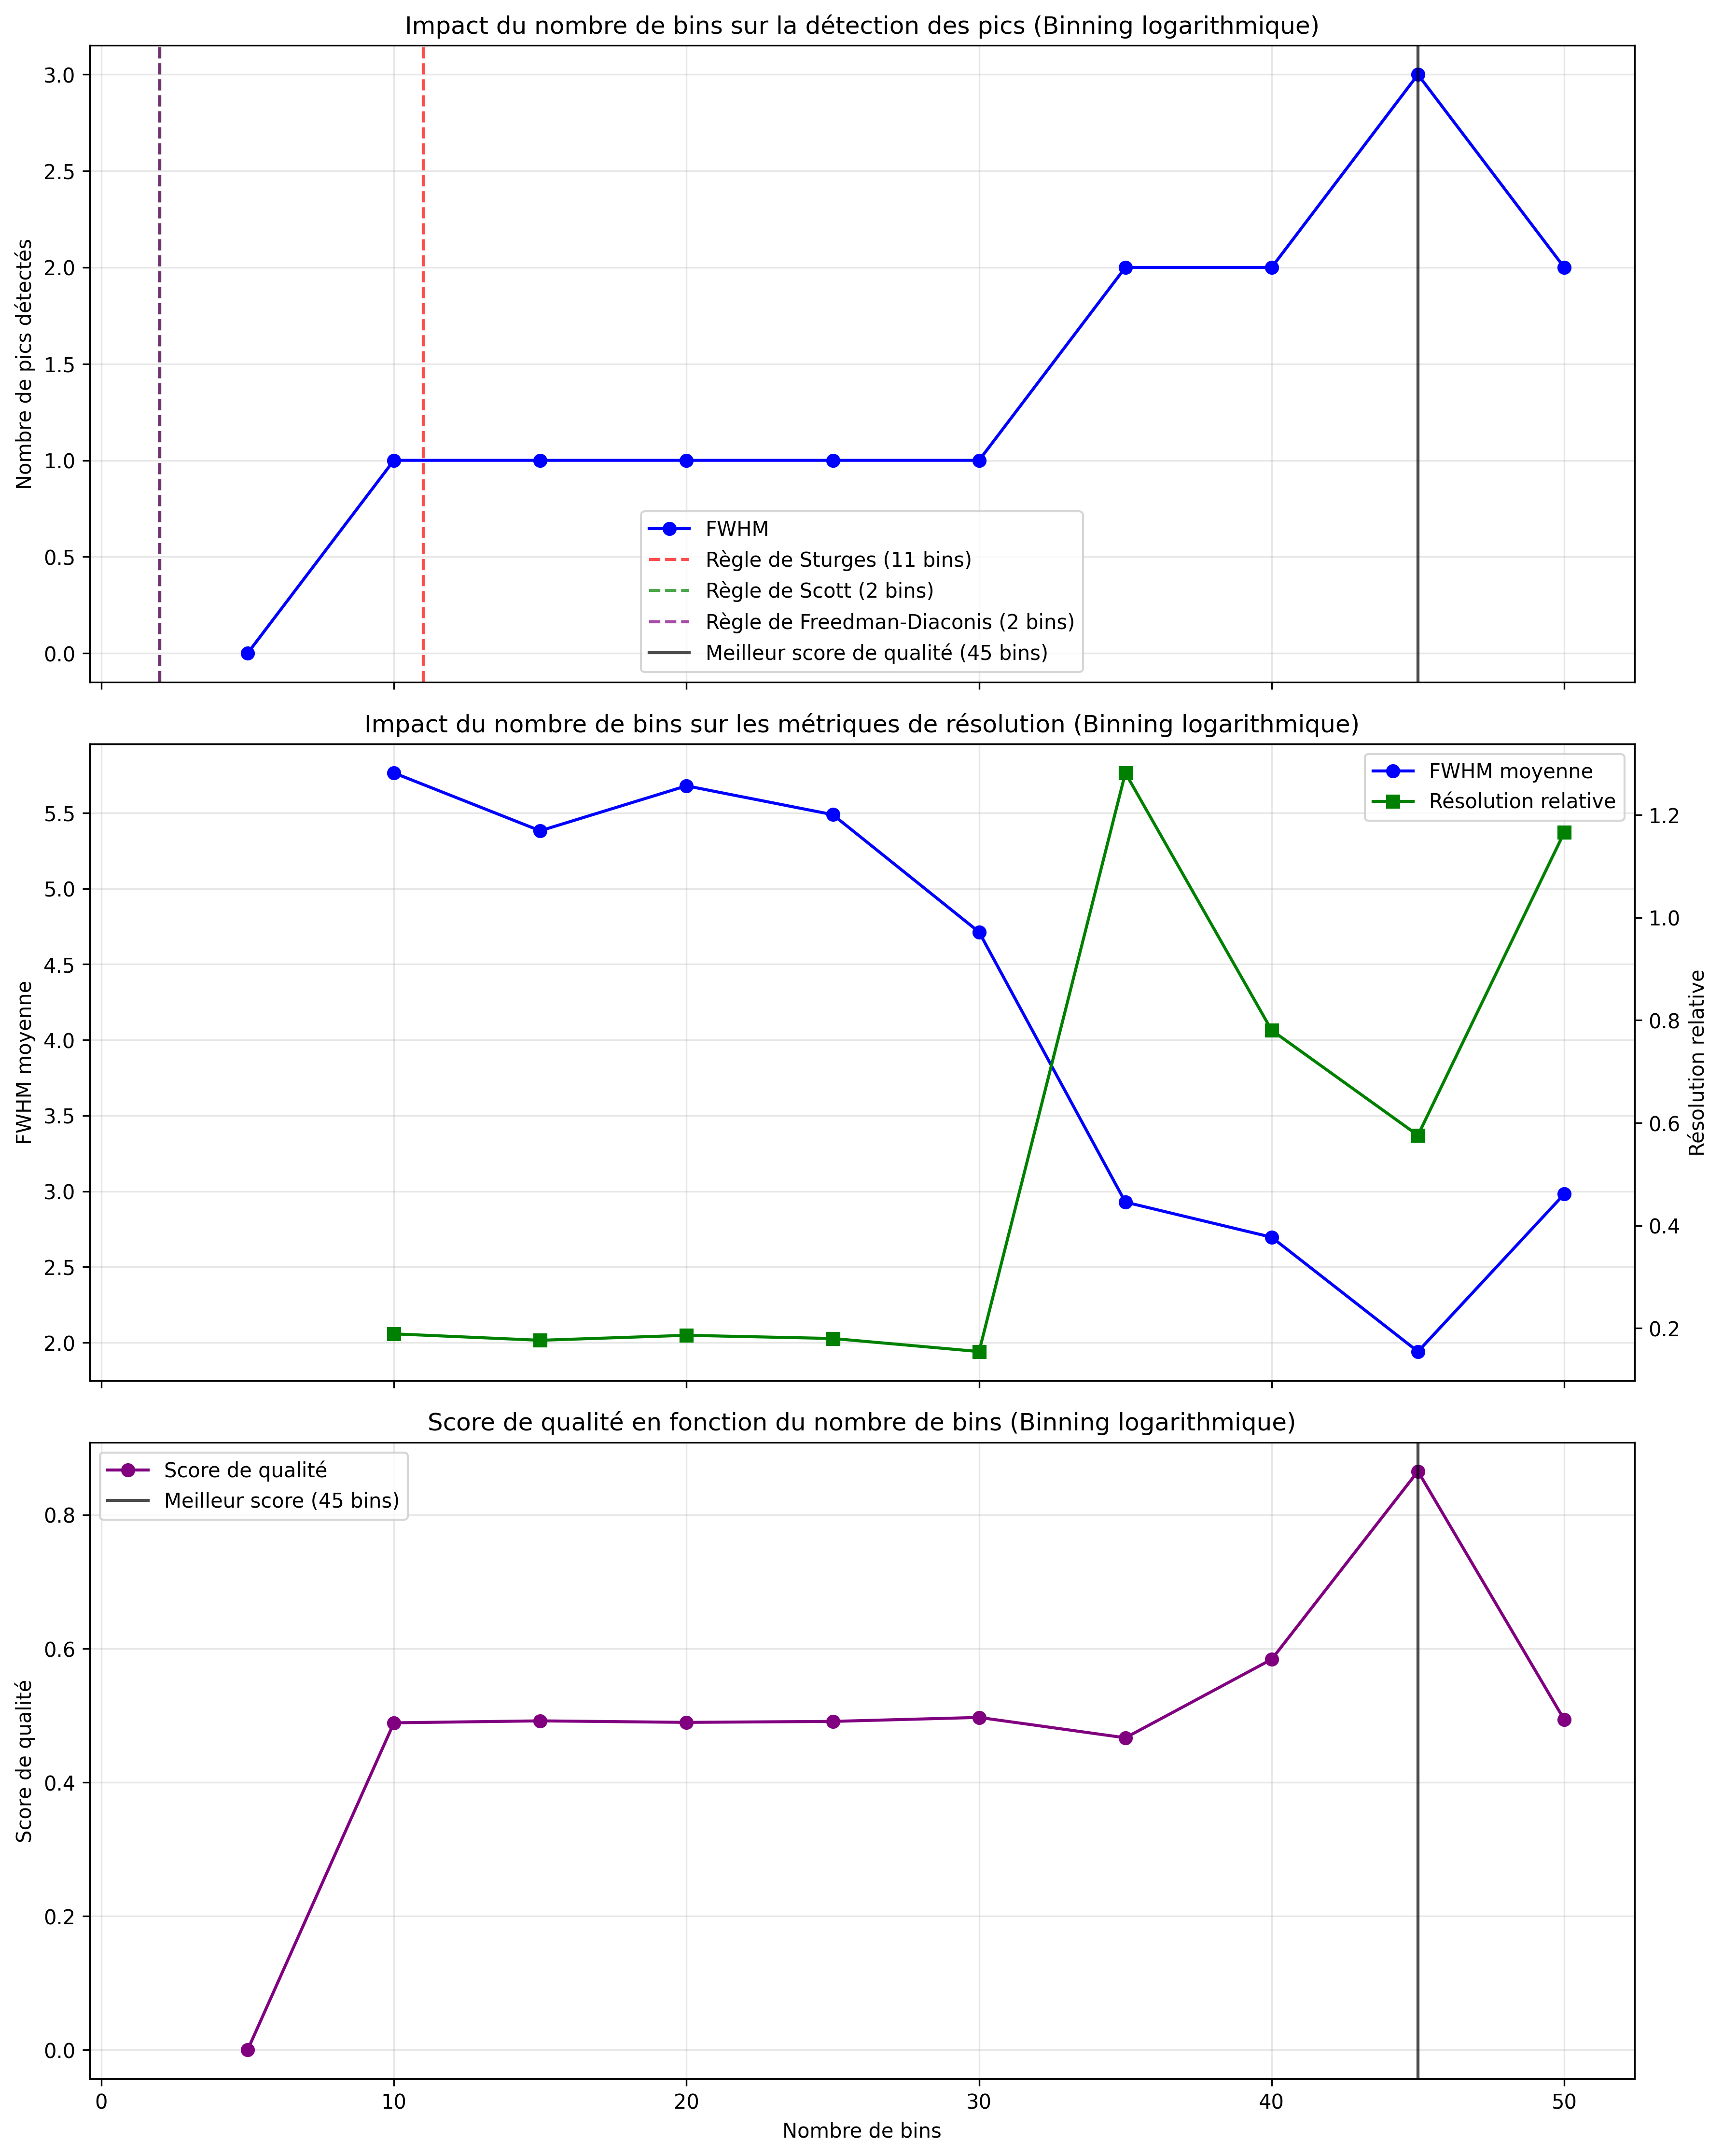 Impact du nombre de bins sur la détection des pics (Binning logarithmique)
3.0
2.5
2.0
1.5
1.0
0.5
0.0
Nombre de pics détectés
FWHM
Règle de Sturges (11 bins)
Règle de Scott (2 bins)
Règle de Freedman-Diaconis (2 bins)
Meilleur score de qualité (45 bins)
Impact du nombre de bins sur les métriques de résolution (Binning logarithmique)
5.5
5.0
4.5
4.0
3.5
3.0
2.5
2.0
FWHM moyenne
FWHM moyenne
Résolution relative
1.2
1.0
0.8
0.6
0.4
0.2
Résolution relative
Score de qualité en fonction du nombre de bins (Binning logarithmique)
Score de qualité
Meilleur score (45 bins)
0.8
0.6
0.4
0.2
0.0
Score de qualité
0 10 20 30 40 50
Nombre de bins